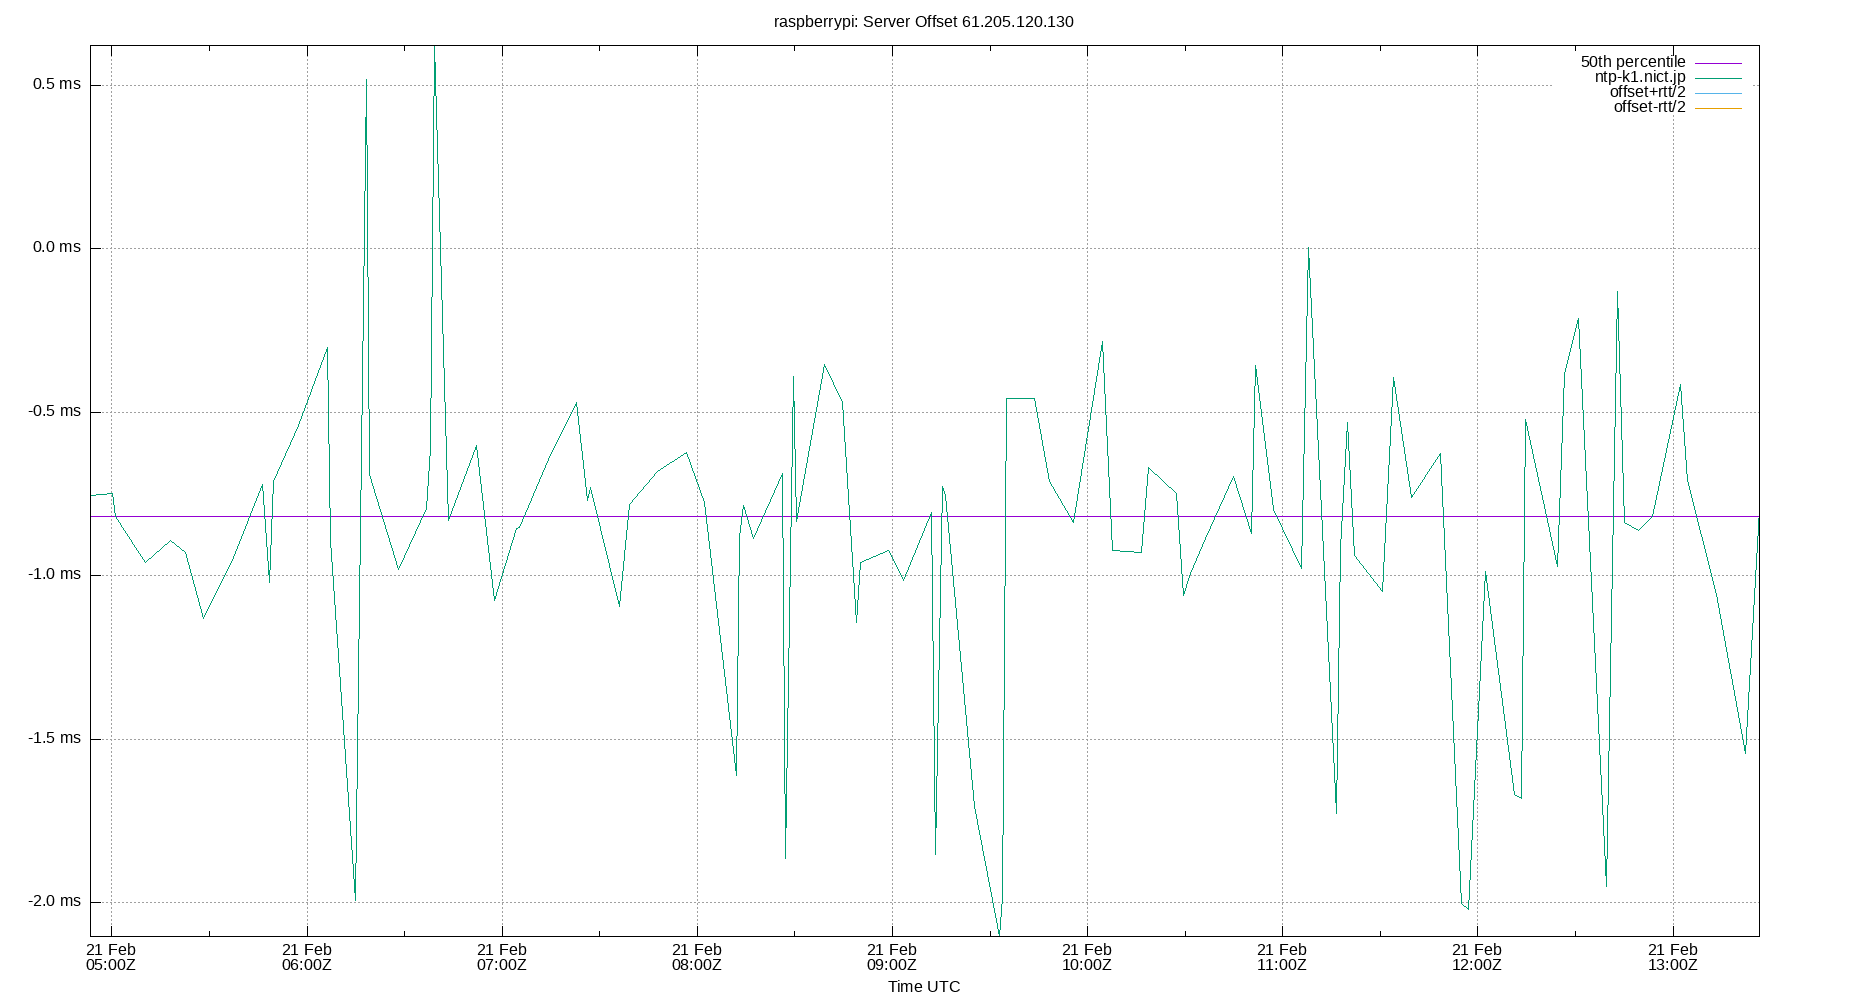 raspberrypi: Server Offset 61.205.120.130
50th percentile
ntp-k1.nict.jp
offset+rtt/2
offset-rtt/2
0.5 ms
0.0 ms
-0.5 ms
-1.0 ms
-1.5 ms
-2.0 ms
21 Feb 21 Feb 21 Feb 21 Feb 21 Feb 21 Feb 21 Feb 21 Feb 21 Feb
05:00Z 06:00Z 07:00Z 08:00Z 09:00Z 10:00Z 11:00Z 12:00Z 13:00Z
Time UTC